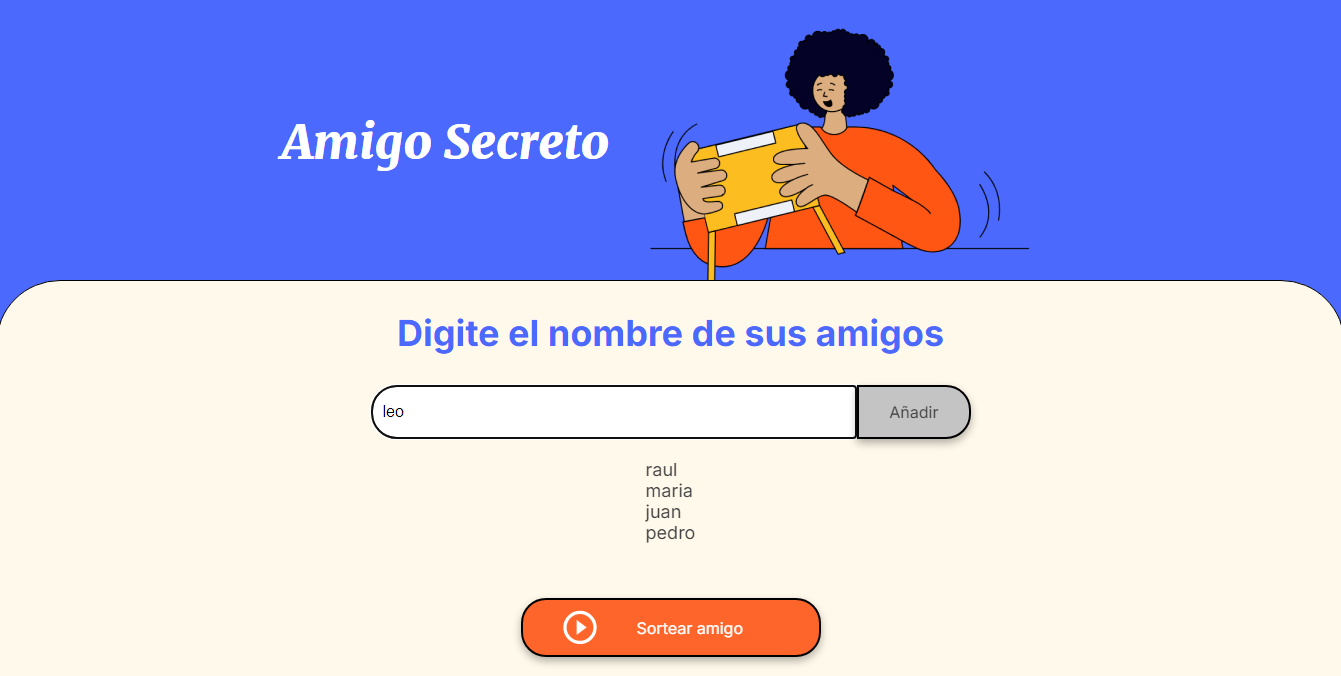 Amigo Secreto
Digite el nombre de sus amigos
leo
Añadir
raul
maria
juan
pedro
Sortear amigo